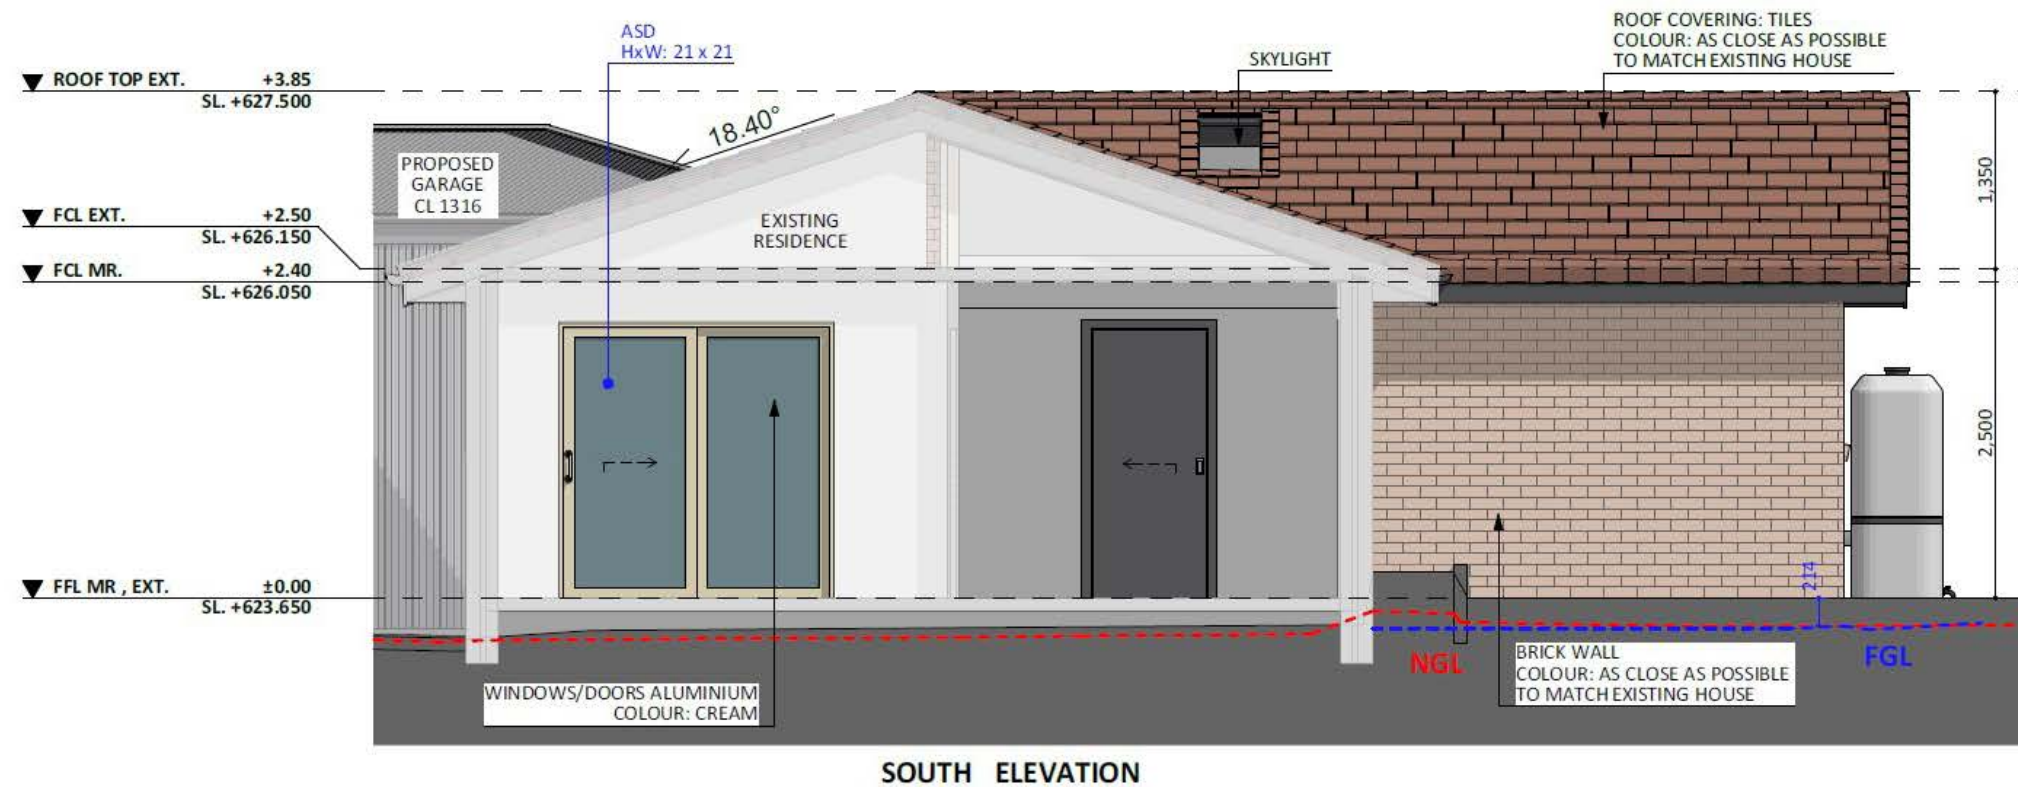 ASD
HxW: 21 x 21
ROOF COVERING: TILES
COLOUR: AS CLOSE AS POSSIBLE
TO MATCH EXISTING HOUSE
SKYLIGHT
ROOF TOP EXT. +3.85
SL. +627.500
18.40°
PROPOSED
GARAGE
CL 1316
1,350
FCL EXT. +2.50
SL. +626.150
EXISTING
RESIDENCE
FCL MR. +2.40
SL. +626.050
2,500
FFL MR , EXT. ±0.00
SL. +623.650
214
NGL
FGL
BRICK WALL
COLOUR: AS CLOSE AS POSSIBLE
TO MATCH EXISTING HOUSE
WINDOWS/DOORS ALUMINIUM
COLOUR: CREAM
SOUTH ELEVATION